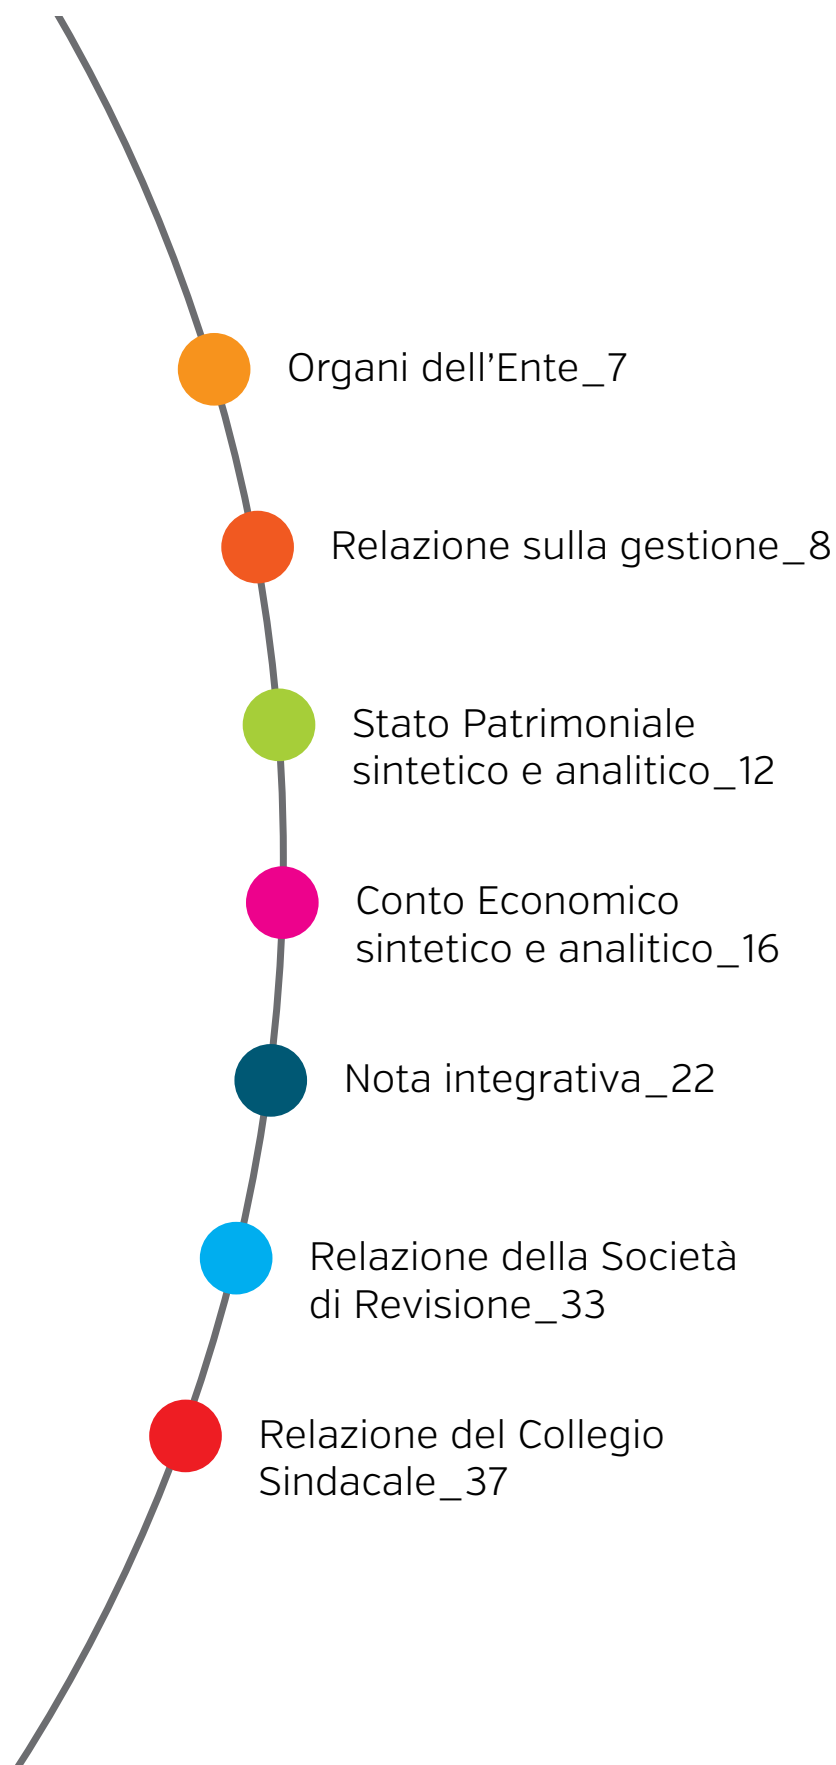 Organi dell’Ente_7
Relazione sulla gestione_8
Stato Patrimoniale
sintetico e analitico_12
Conto Economico
sintetico e analitico_16
Nota integrativa_22
Relazione della Società
di Revisione_33
Relazione del Collegio
Sindacale_37